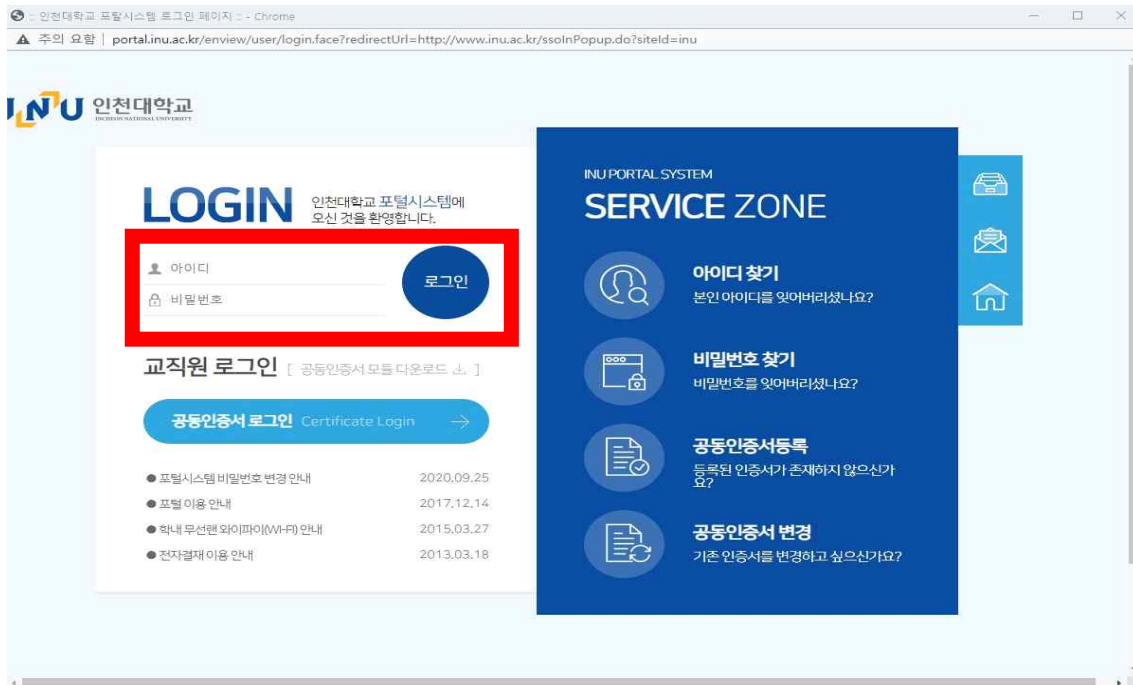 :: 인천대학교 포탈시스템 로그인 페이지 :: - Chrome
주의 요함 | portal.inu.ac.kr/enview/user/login.face?redirectUrl=http://www.inu.ac.kr/ssoInPopup.do?siteId=inu
INU 인천대학교
INCHEON NATIONAL UNIVERSITY
LOGIN
인천대학교 포털시스템에
오신 것을 환영합니다.
아이디
비밀번호
로그인
교직원 로그인 [ 공동인증서 모듈 다운로드 ]
공동인증서 로그인 Certificate Login
● 포털시스템 비밀번호 변경 안내 2020.09.25
● 포털 이용 안내 2017.12.14
● 학내 무선랜 와이파이(WI-FI) 안내 2015.03.27
● 전자결재 이용 안내 2013.03.18
INU PORTAL SYSTEM
SERVICE ZONE
아이디 찾기
본인 아이디를 잊어버리셨나요?
비밀번호 찾기
비밀번호를 잊어버리셨나요?
공동인증서등록
등록된 인증서가 존재하지 않으신가
요?
공동인증서 변경
기존 인증서를 변경하고 싶으신가요?